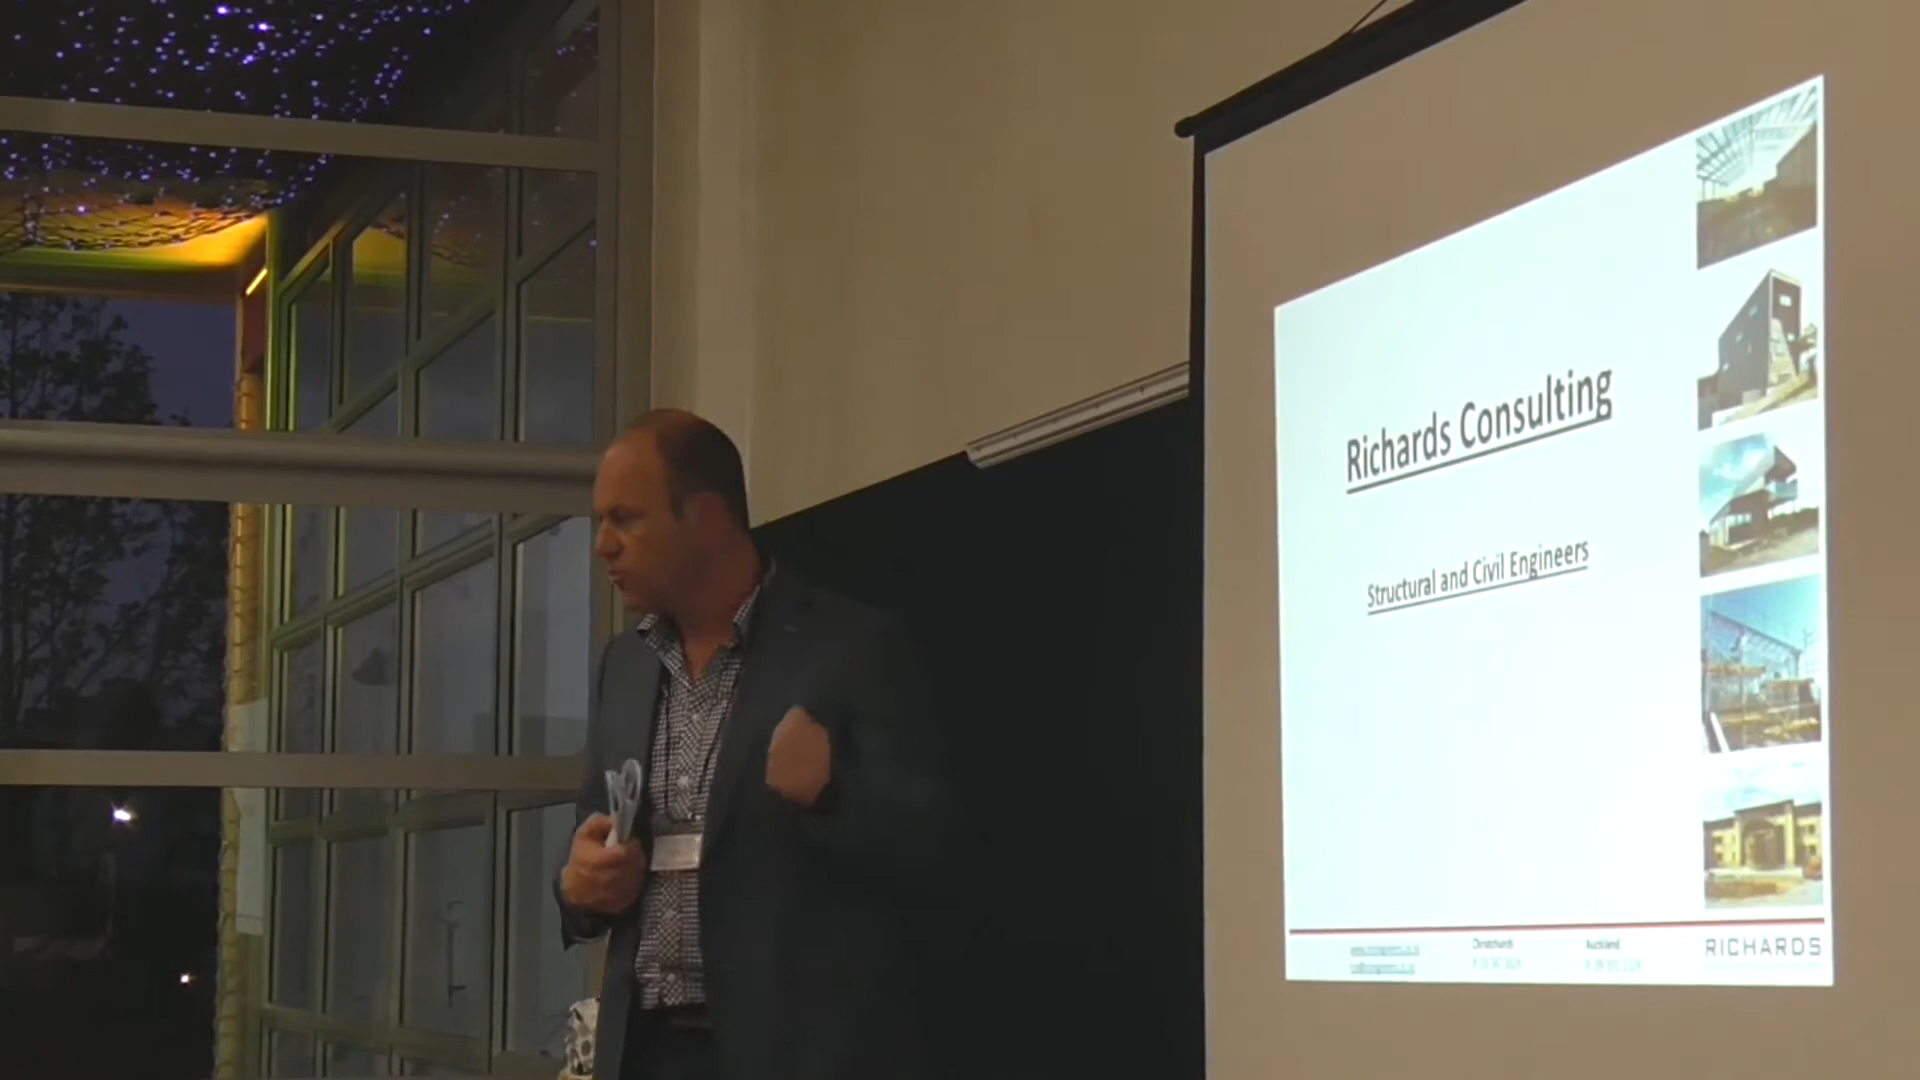 Richards Consulting
Structural and Civil Engineers
Christchurch
Auckland
RICHARDS